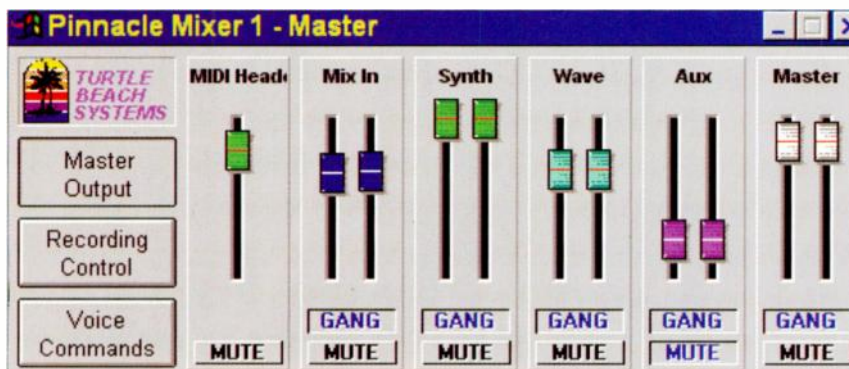 Pinnacle Mixer 1 - Master
TURTLE
BEACH
SYSTEMS
Master
Output
Recording
Control
Voice
Commands
MIDI Head
MUTE
Mix In
GANG
MUTE
Synth
GANG
MUTE
Wave
GANG
MUTE
Aux
GANG
MUTE
Master
GANG
MUTE